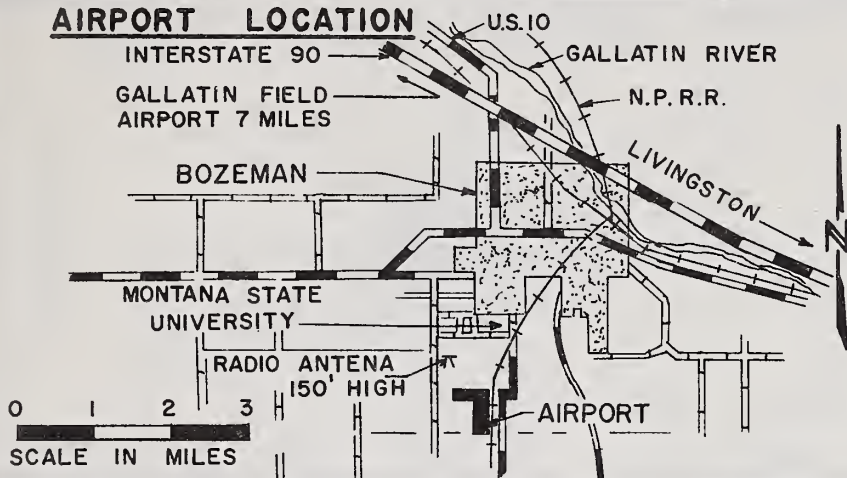 AIRPORT LOCATION
U.S. 10
INTERSTATE 90
GALLATIN RIVER
GALLATIN FIELD
AIRPORT 7 MILES
N.P.R.R.
BOZEMAN
LIVINGSTON
N
MONTANA STATE
UNIVERSITY
RADIO ANTENA
150' HIGH
0 1 2 3
AIRPORT
SCALE IN MILES